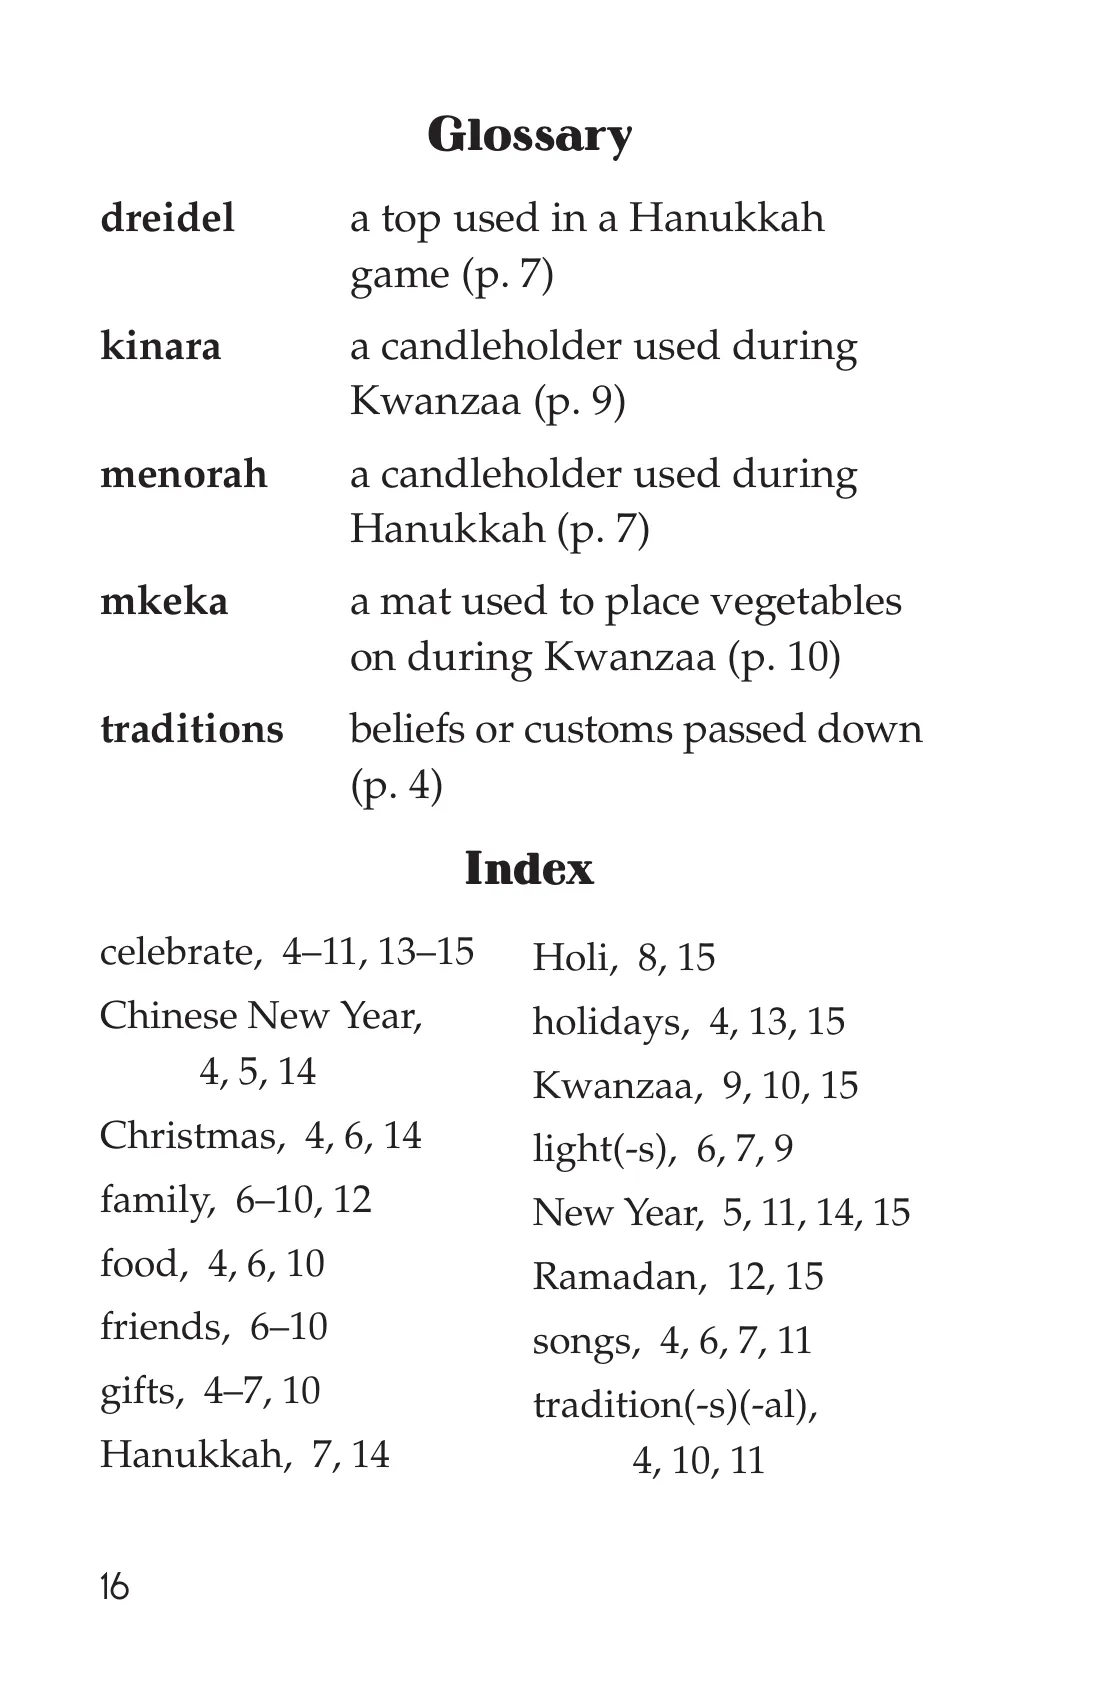 Glossary
dreidel a top used in a Hanukkah
game (p. 7)
kinara a candleholder used during
Kwanzaa (p. 9)
menorah a candleholder used during
Hanukkah (p. 7)
mkeka a mat used to place vegetables
on during Kwanzaa (p. 10)
traditions beliefs or customs passed down
(p. 4)
Index
celebrate, 4–11, 13–15
Chinese New Year,
4, 5, 14
Christmas, 4, 6, 14
family, 6–10, 12
food, 4, 6, 10
friends, 6–10
gifts, 4–7, 10
Hanukkah, 7, 14
Holi, 8, 15
holidays, 4, 13, 15
Kwanzaa, 9, 10, 15
light(-s), 6, 7, 9
New Year, 5, 11, 14, 15
Ramadan, 12, 15
songs, 4, 6, 7, 11
tradition(-s)(-al),
4, 10, 11
16